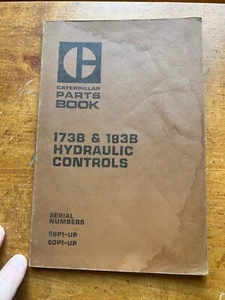 CATERPILLAR
PARTS
BOOK
173B & 183B
HYDRAULIC
CONTROLS
SERIAL
NUMBERS
59P1-UP
60P1-UP